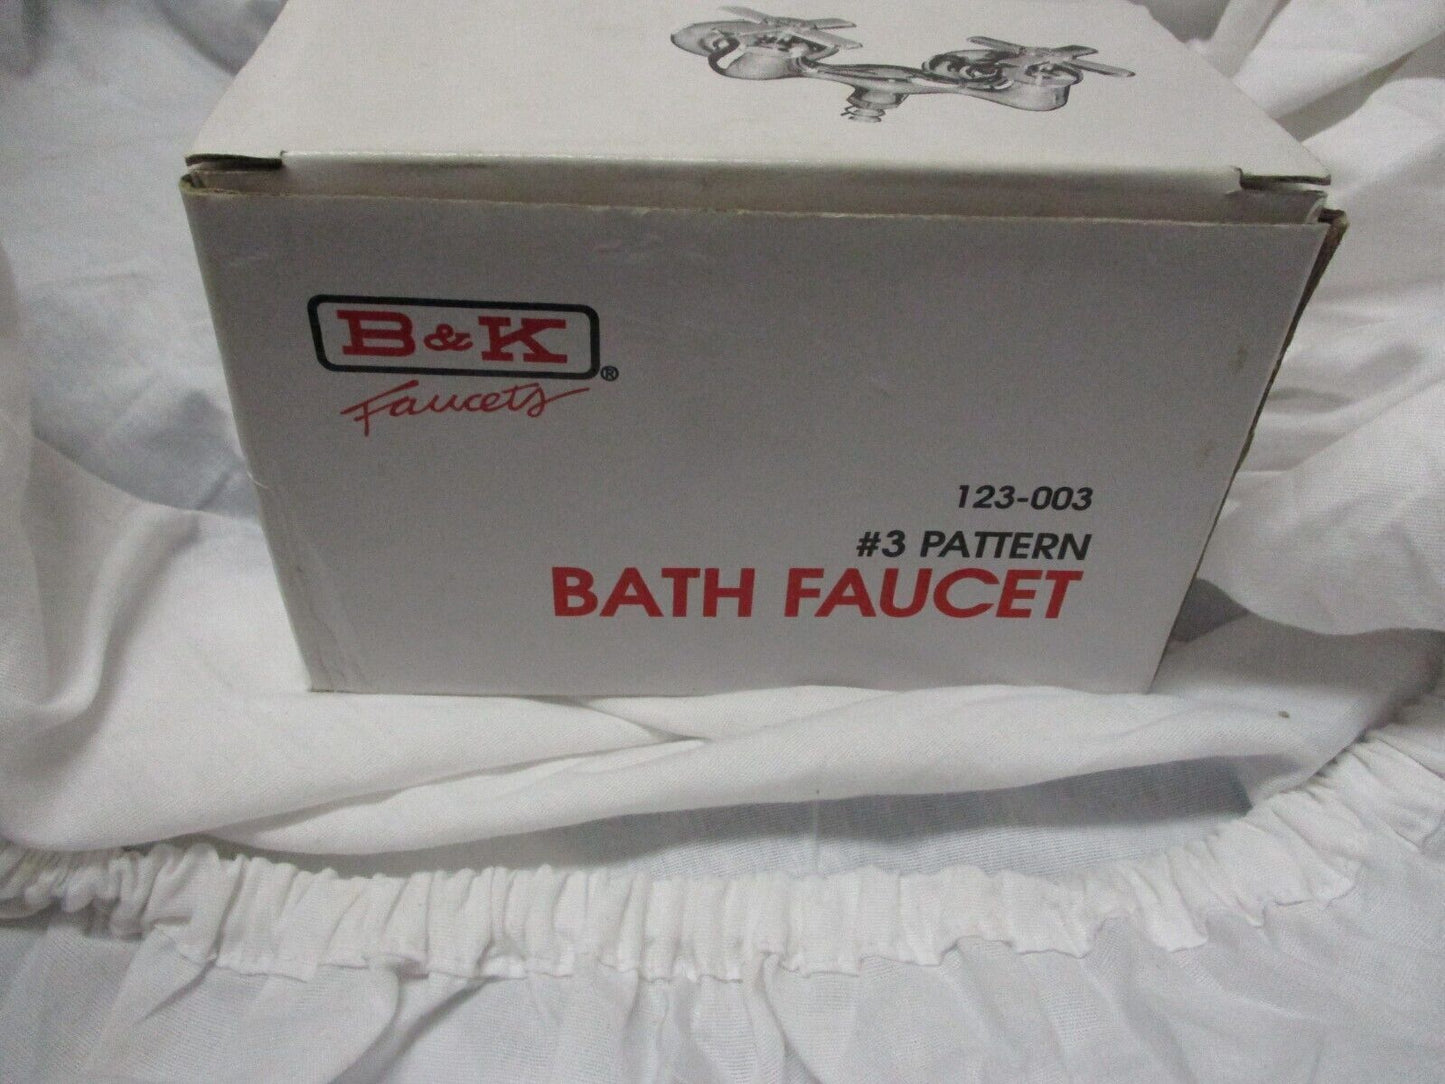 B&K®
Faucets
123-003
#3 PATTERN
BATH FAUCET